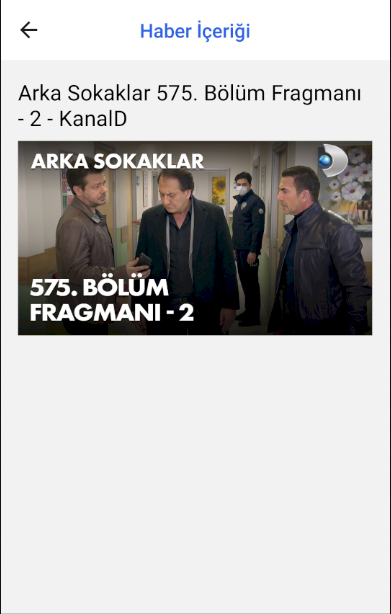 Haber İçeriği
Arka Sokaklar 575. Bölüm Fragmanı
- 2 - KanalD
ARKA SOKAKLAR
575. BÖLÜM
FRAGMANI - 2